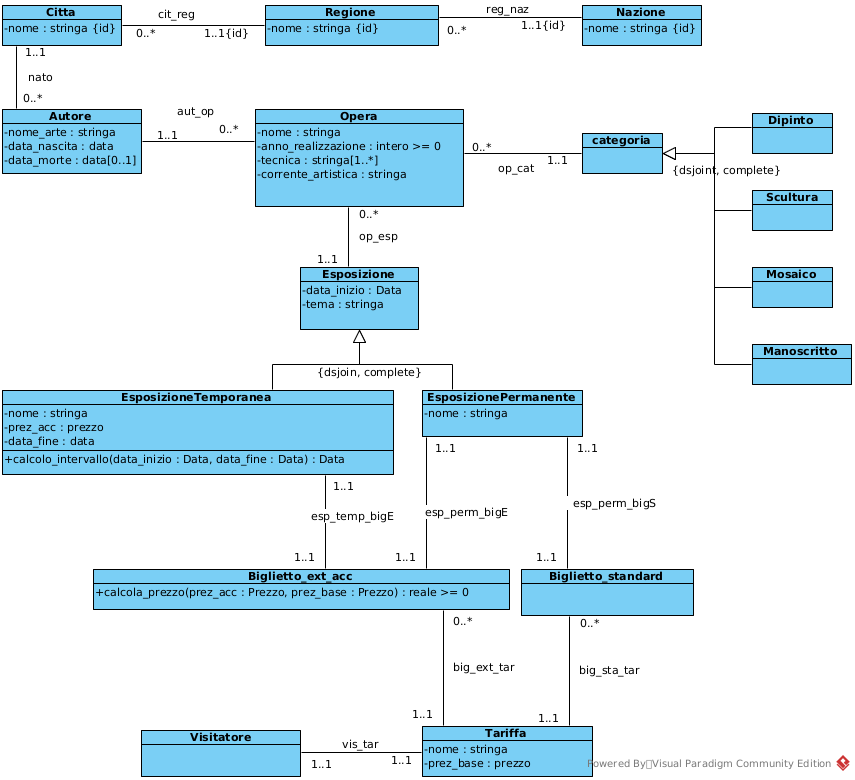 Citta
-nome : stringa {id}
cit_reg
0..*
1..1{id}
Regione
-nome : stringa {id}
reg_naz
0..*
1..1{id}
Nazione
-nome : stringa {id}
1..1
nato
0..*
Autore
-nome_arte : stringa
-data_nascita : data
-data_morte : data[0..1]
aut_op
1..1
0..*
Opera
-nome : stringa
-anno_realizzazione : intero >= 0
-tecnica : stringa[1..*]
-corrente_artistica : stringa
0..*
op_cat
1..1
categoria
{dsjoint, complete}
Dipinto
Scultura
Mosaico
Manoscritto
0..*
op_esp
1..1
Esposizione
-data_inizio : Data
-tema : stringa
{dsjoin, complete}
EsposizioneTemporanea
-nome : stringa
-prez_acc : prezzo
-data_fine : data
+calcolo_intervallo(data_inizio : Data, data_fine : Data) : Data
EsposizionePermanente
-nome : stringa
1..1
esp_temp_bigE
1..1
1..1
esp_perm_bigE
1..1
1..1
esp_perm_bigS
1..1
Biglietto_ext_acc
+calcola_prezzo(prez_acc : Prezzo, prez_base : Prezzo) : reale >= 0
Biglietto_standard
0..*
big_ext_tar
1..1
0..*
big_sta_tar
1..1
Visitatore
vis_tar
1..1
1..1
Tariffa
-nome : stringa
-prez_base : prezzo
Powered By Visual Paradigm Community Edition